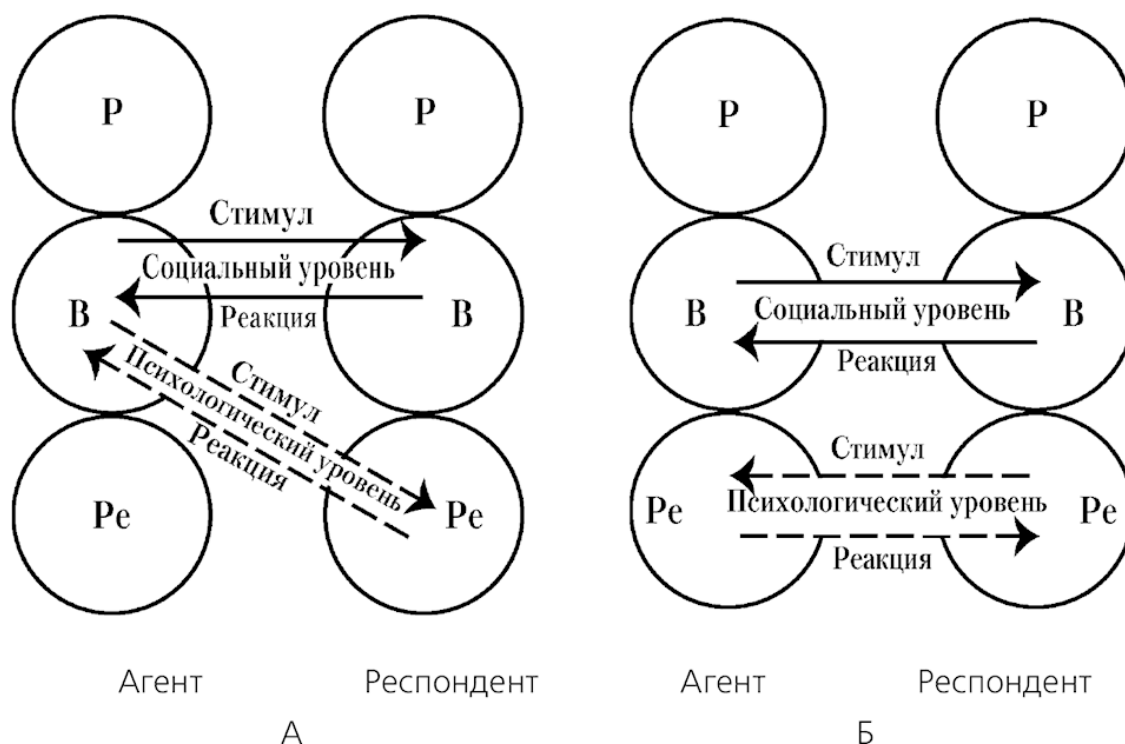 Р Р
Стимул
Социальный уровень
В В
Реакция
Стимул
Психологический уровень
Реакция
Ре Ре
Агент Респондент
А
Р Р
Стимул
В Социальный уровень В
Реакция
Стимул
Ре Психологический уровень Ре
Реакция
Агент Респондент
Б